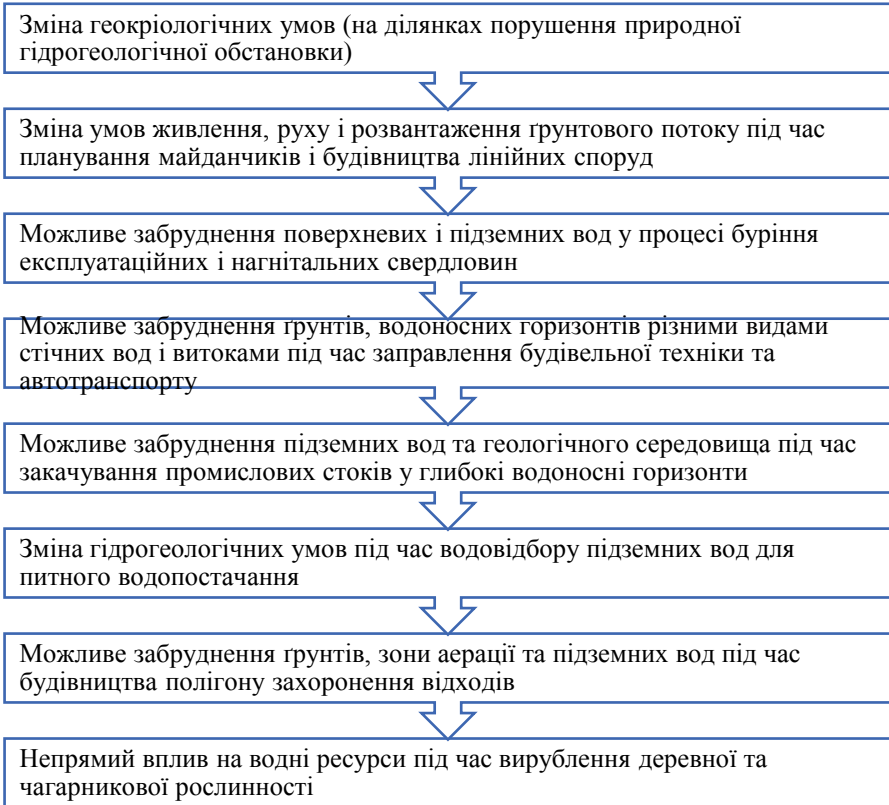 Зміна геокріологічних умов (на ділянках порушення природної
гідрогеологічної обстановки)
Зміна умов живлення, руху і розвантаження ґрунтового потоку під час
планування майданчиків і будівництва лінійних споруд
Можливе забруднення поверхневих і підземних вод у процесі буріння
експлуатаційних і нагнітальних свердловин
Можливе забруднення ґрунтів, водоносних горизонтів різними видами
стічних вод і витоками під час заправлення будівельної техніки та
автотранспорту
Можливе забруднення підземних вод та геологічного середовища під час
закачування промислових стоків у глибокі водоносні горизонти
Зміна гідрогеологічних умов під час водовідбору підземних вод для
питного водопостачання
Можливе забруднення ґрунтів, зони аерації та підземних вод під час
будівництва полігону захоронення відходів
Непрямий вплив на водні ресурси під час вирублення деревної та
чагарникової рослинності